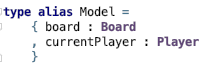 type alias Model =
{ board : Board
, currentPlayer : Player
}